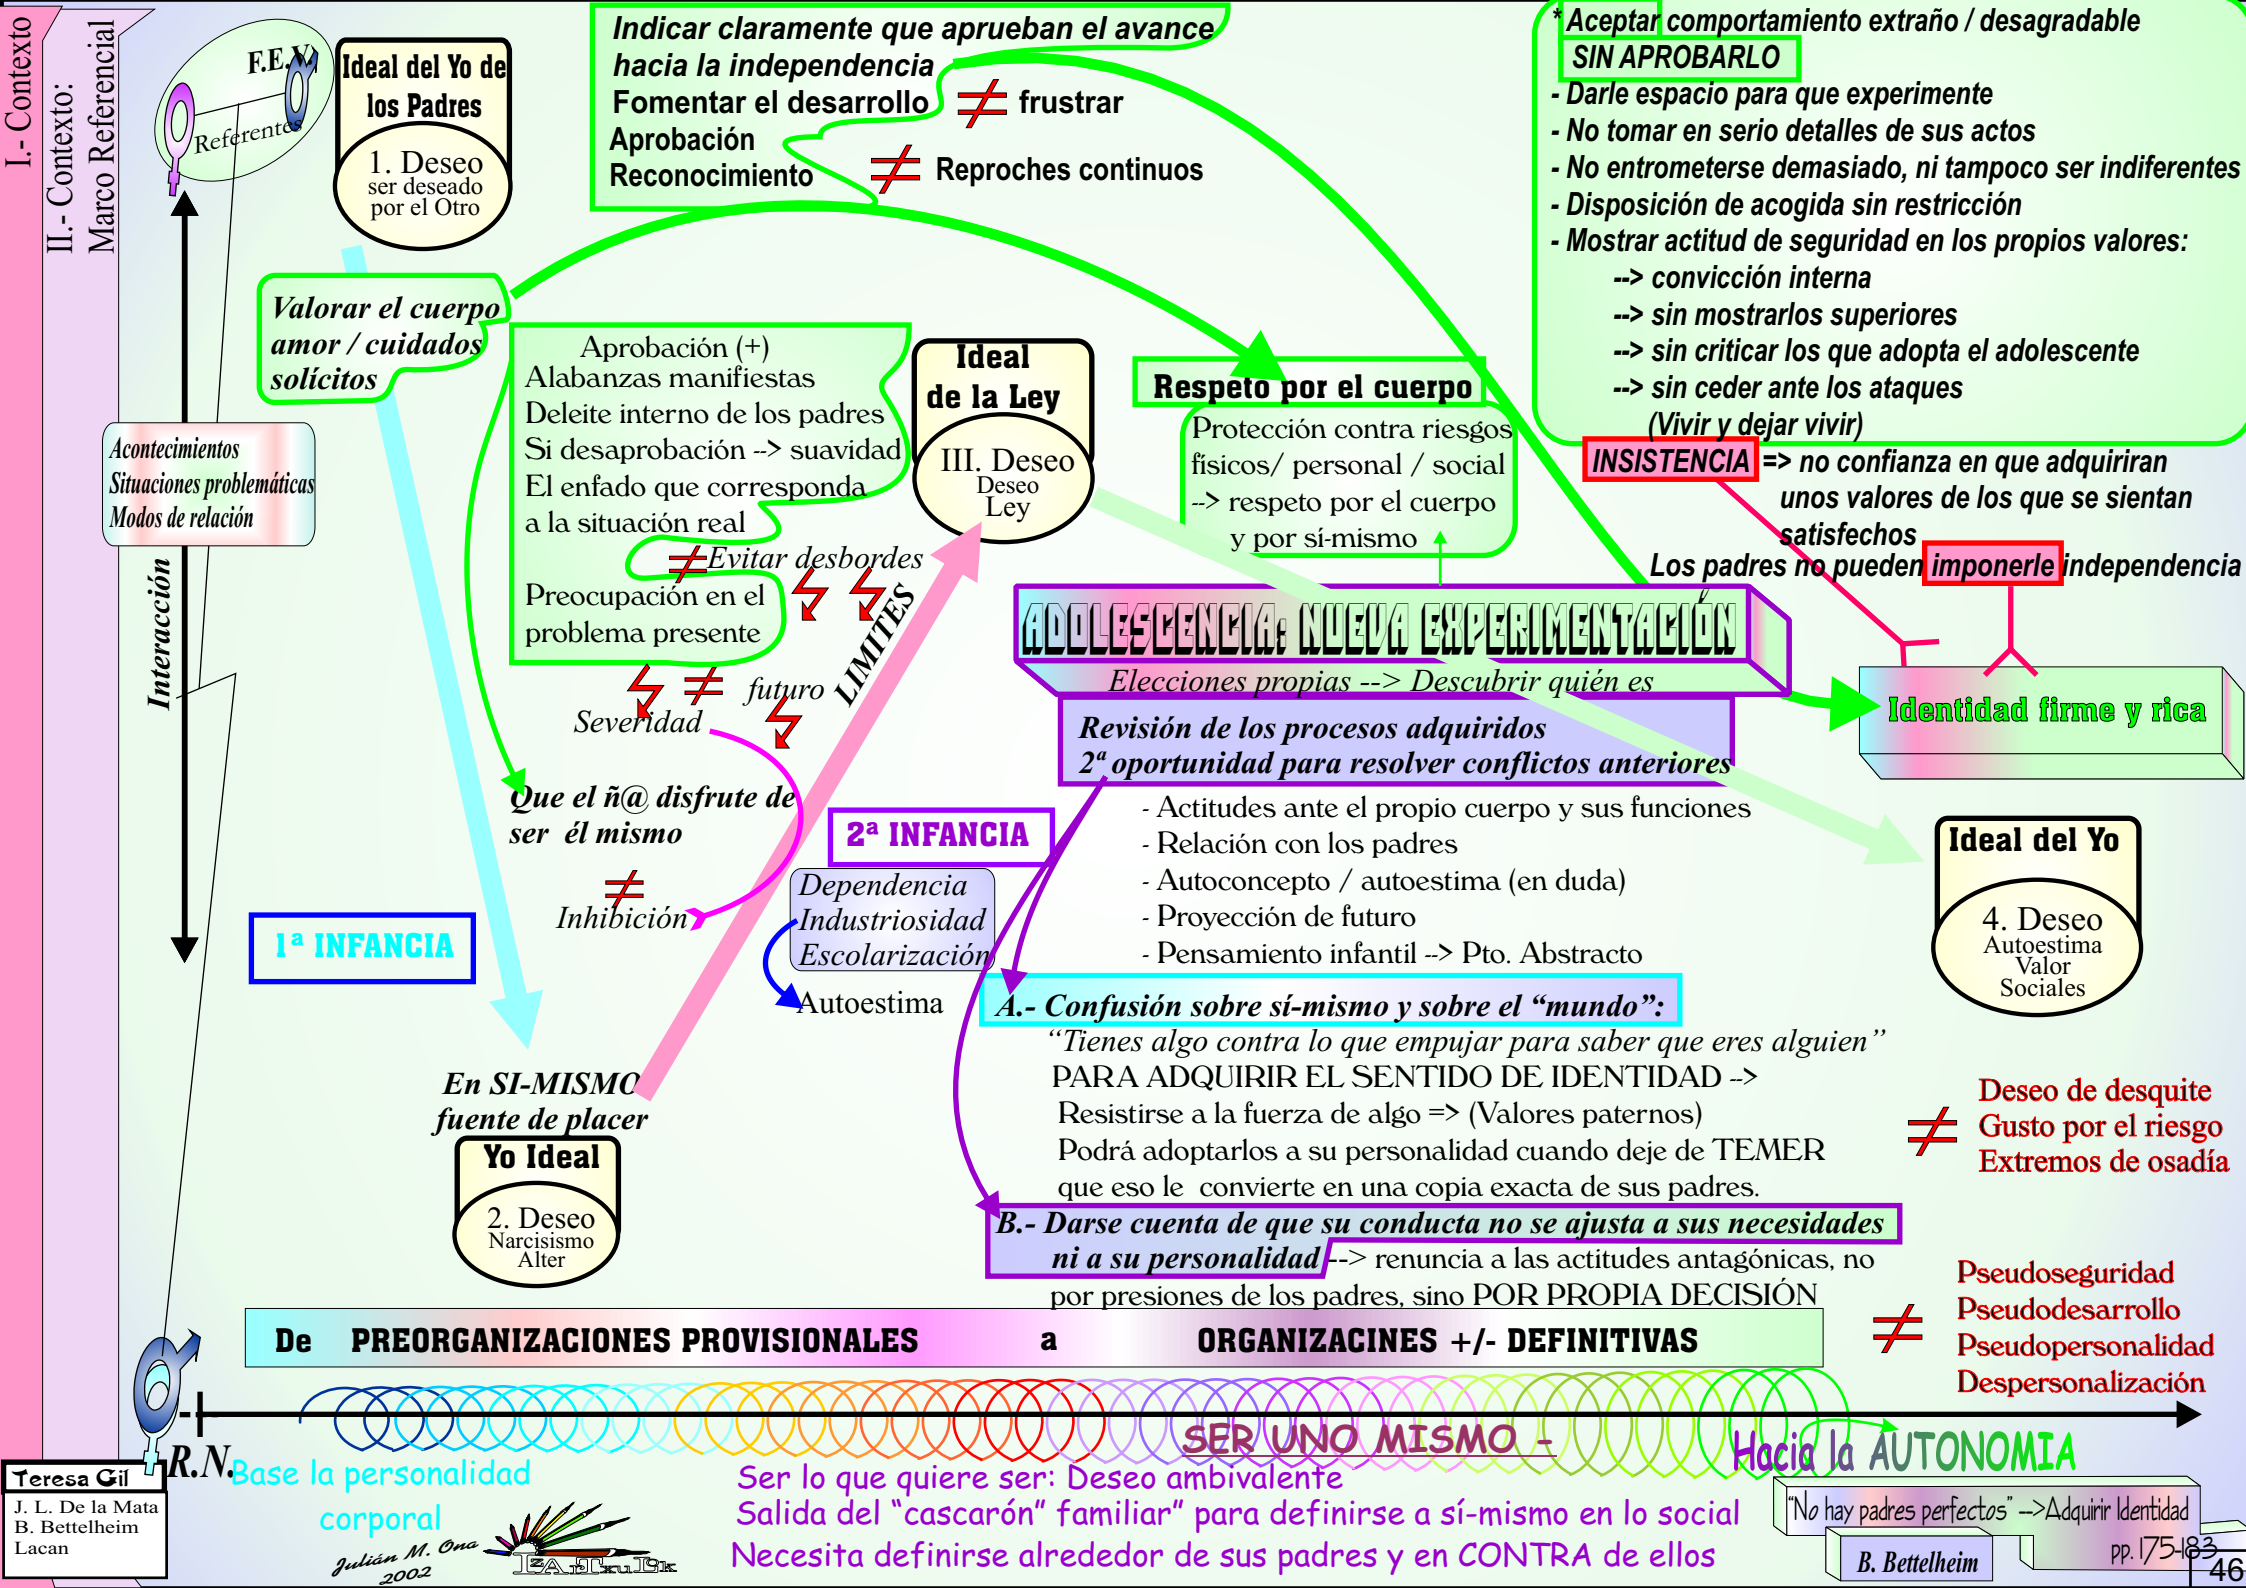 I.- Contexto
II.- Contexto:
Marco Referencial
F.E.V.
Referentes
Ideal del Yo de
los Padres
1. Deseo
ser deseado
por el Otro
Indicar claramente que aprueban el avance
hacia la independencia
Fomentar el desarrollo ≠ frustrar
Aprobación
Reconocimiento ≠ Reproches continuos
* Aceptar comportamiento extraño / desagradable
SIN APROBARLO
- Darle espacio para que experimente
- No tomar en serio detalles de sus actos
- No entrometerse demasiado, ni tampoco ser indiferentes
- Disposición de acogida sin restricción
- Mostrar actitud de seguridad en los propios valores:
--> convicción interna
--> sin mostrarlos superiores
--> sin criticar los que adopta el adolescente
--> sin ceder ante los ataques
(Vivir y dejar vivir)
INSISTENCIA => no confianza en que adquiriran
unos valores de los que se sientan
satisfechos
Los padres no pueden imponerle independencia
Valorar el cuerpo
amor / cuidados
solícitos
Acontecimientos
Situaciones problemáticas
Modos de relación
Interacción
Aprobación (+)
Alabanzas manifiestas
Deleite interno de los padres
Si desaprobación --> suavidad
El enfado que corresponda
a la situación real
≠ Evitar desbordes
Preocupación en el
problema presente
≠ futuro
Severidad
LIMITES
Ideal
de la Ley
III. Deseo
Deseo
Ley
Respeto por el cuerpo
Protección contra riesgos
físicos/ personal / social
--> respeto por el cuerpo
y por sí-mismo
ADOLESCENCIA: NUEVA EXPERIMENTACIÓN
Elecciones propias --> Descubrir quién es
Identidad firme y rica
Revisión de los procesos adquiridos
2ª oportunidad para resolver conflictos anteriores
- Actitudes ante el propio cuerpo y sus funciones
- Relación con los padres
- Autoconcepto / autoestima (en duda)
- Proyección de futuro
- Pensamiento infantil --> Pto. Abstracto
Que el ñ@ disfrute de
ser él mismo
≠
Inhibición
1ª INFANCIA
2ª INFANCIA
Dependencia
Industriosidad
Escolarización
Autoestima
Ideal del Yo
4. Deseo
Autoestima
Valor
Sociales
A.- Confusión sobre sí-mismo y sobre el “mundo”:
“Tienes algo contra lo que empujar para saber que eres alguien”
PARA ADQUIRIR EL SENTIDO DE IDENTIDAD -->
Resistirse a la fuerza de algo => (Valores paternos)
Podrá adoptarlos a su personalidad cuando deje de TEMER
que eso le convierte en una copia exacta de sus padres.
B.- Darse cuenta de que su conducta no se ajusta a sus necesidades
ni a su personalidad --> renuncia a las actitudes antagónicas, no
por presiones de los padres, sino POR PROPIA DECISIÓN
En SI-MISMO
fuente de placer
Yo Ideal
2. Deseo
Narcisismo
Alter
≠ Deseo de desquite
Gusto por el riesgo
Extremos de osadía
≠ Pseudoseguridad
Pseudodesarrollo
Pseudopersonalidad
Despersonalización
De PREORGANIZACIONES PROVISIONALES a ORGANIZACINES +/- DEFINITIVAS
R.N.
Base la personalidad
corporal
SER UNO MISMO -
Ser lo que quiere ser: Deseo ambivalente
Salida del “cascarón” familiar” para definirse a sí-mismo en lo social
Necesita definirse alrededor de sus padres y en CONTRA de ellos
Hacia la AUTONOMIA
Teresa Gil
J. L. De la Mata
B. Bettelheim
Lacan
Julián M. Ona
2002
“No hay padres perfectos” -->Adquirir Identidad
pp. 175-183
B. Bettelheim
46